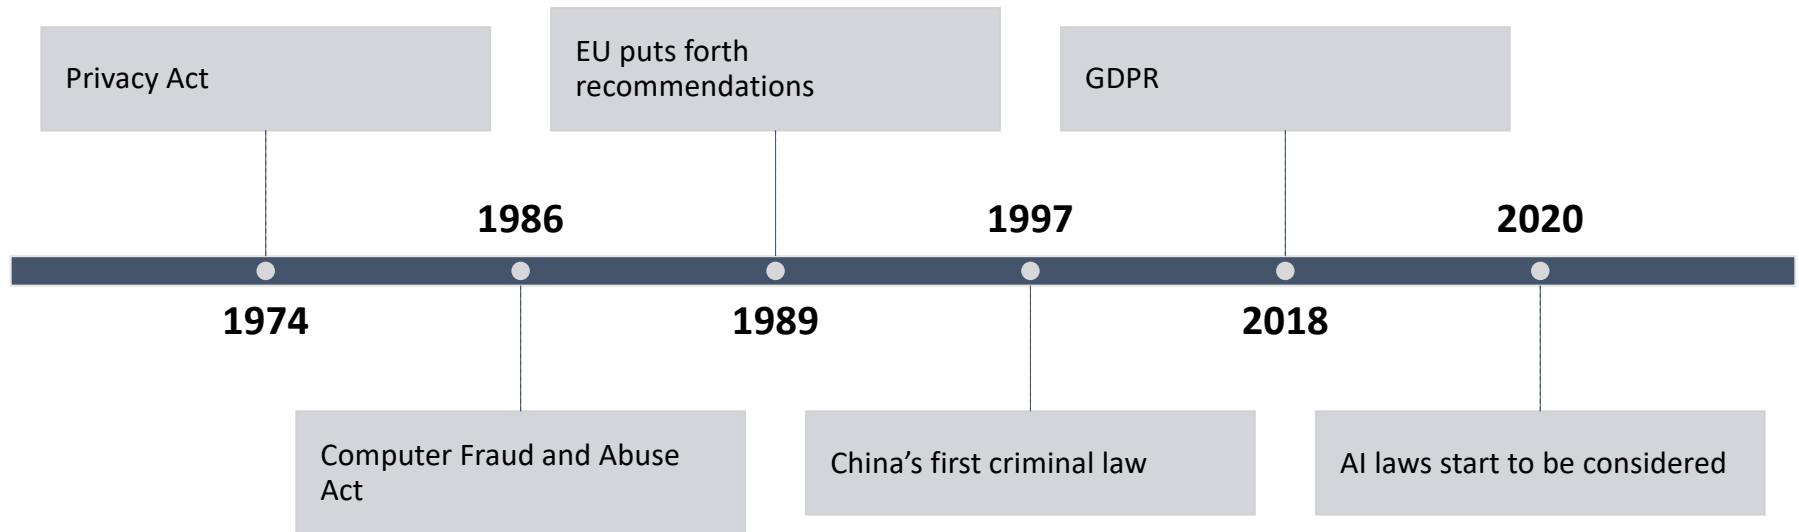 Privacy Act
EU puts forth
recommendations
GDPR
1986
1997
2020
1974
1989
2018
Computer Fraud and Abuse
Act
China’s first criminal law
AI laws start to be considered